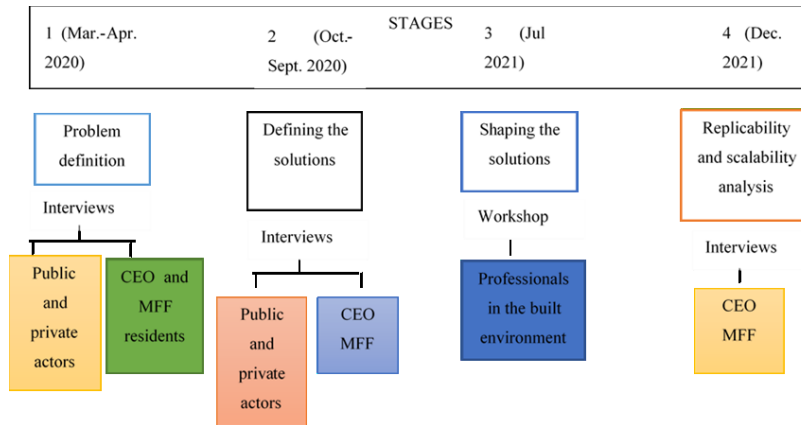 STAGES
1 (Mar.-Apr.
2020)
2 (Oct.-
Sept. 2020)
3 (Jul
2021)
4 (Dec.
2021)
Problem
definition
Interviews
Public
and
private
actors
CEO and
MFF
residents
Defining the
solutions
Interviews
Public
and
private
actors
CEO
MFF
Shaping the
solutions
Workshop
Professionals
in the built
environment
Replicability
and scalability
analysis
Interviews
CEO
MFF